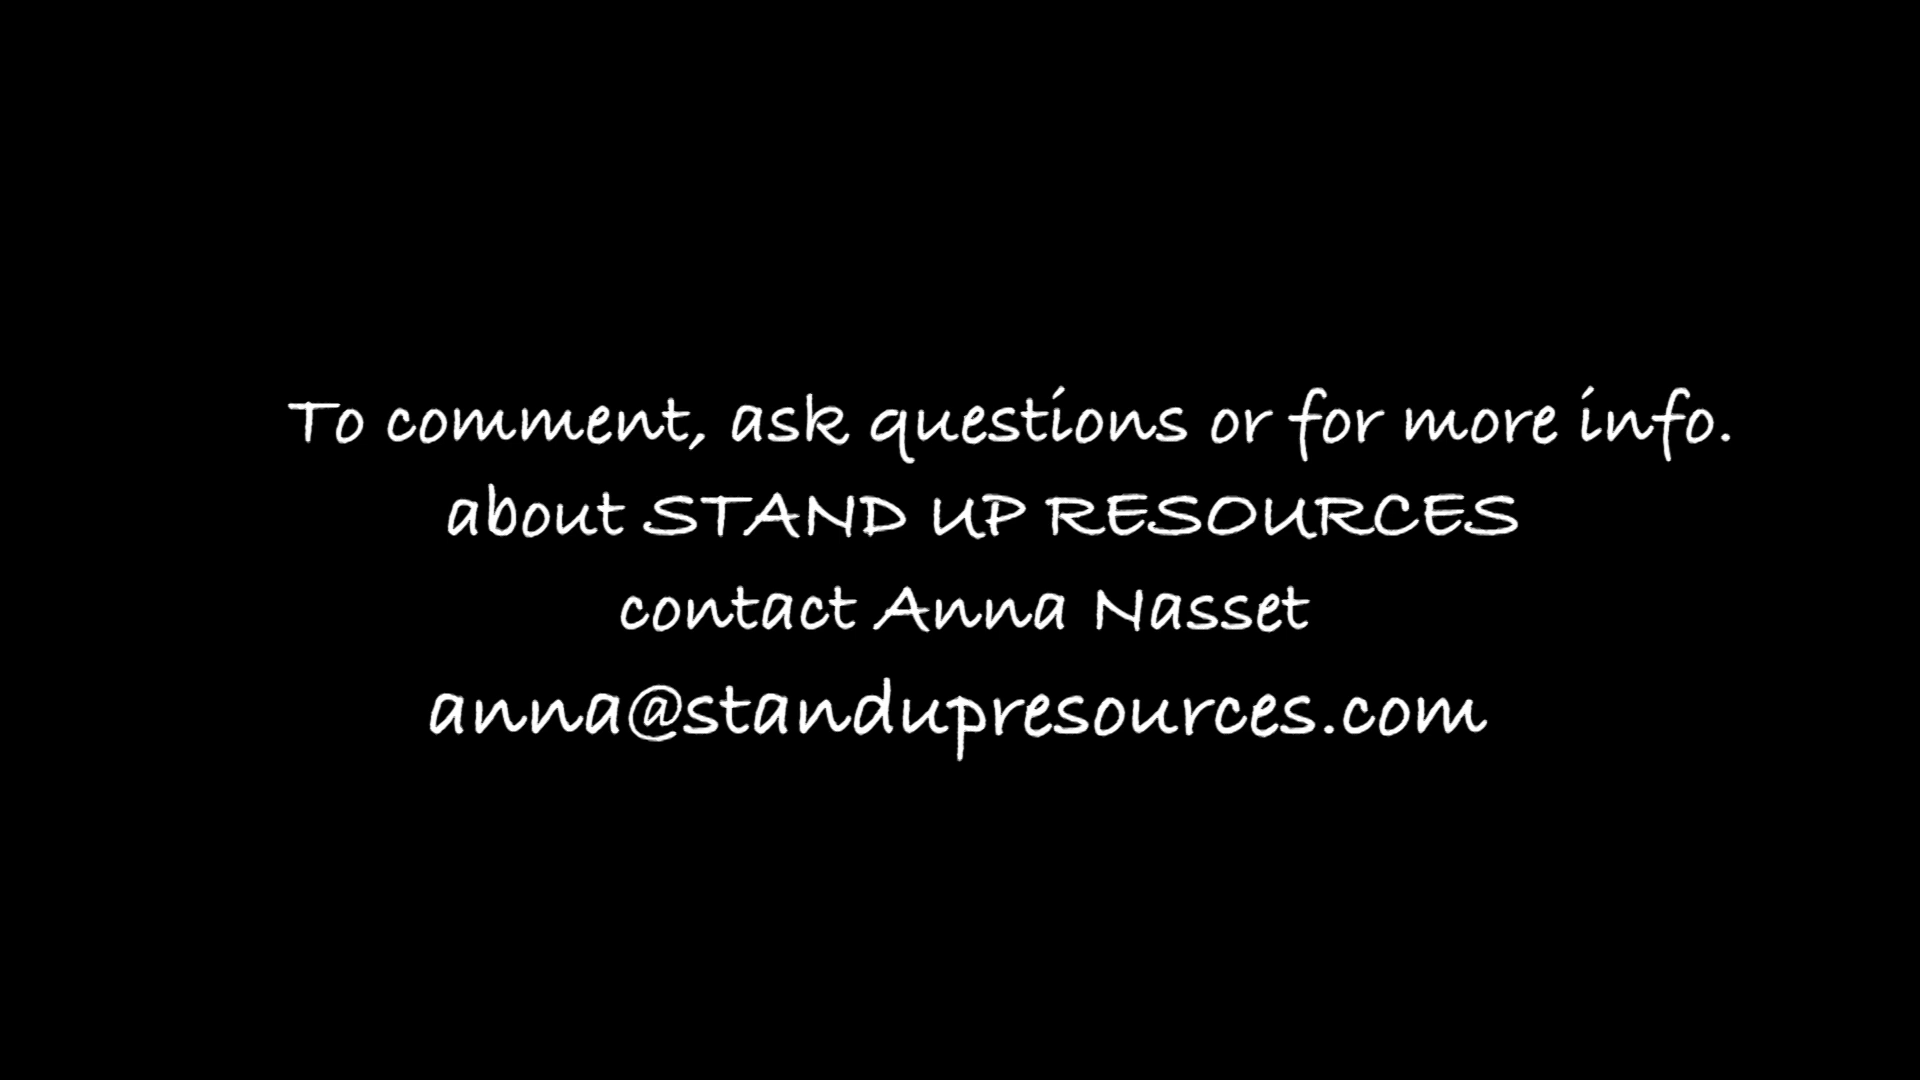 To comment, ask questions or for more info.
about STAND UP RESOURCES
contact Anna Nasset
anna@standupresources.com